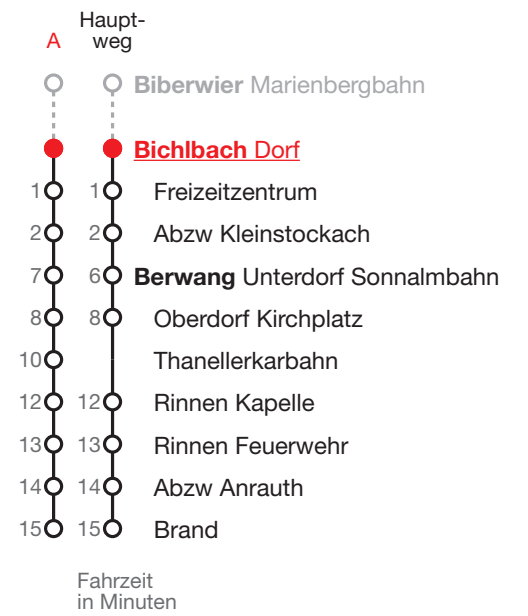 Haupt-
A weg
Biberwier Marienbergbahn
Bichlbach Dorf
1 1 Freizeitzentrum
2 2 Abzw Kleinstockach
7 6 Berwang Unterdorf Sonnalmbahn
8 8 Oberdorf Kirchplatz
10 Thanellerkarbahn
12 12 Rinnen Kapelle
13 13 Rinnen Feuerwehr
14 14 Abzw Anrauth
15 15 Brand
Fahrzeit
in Minuten